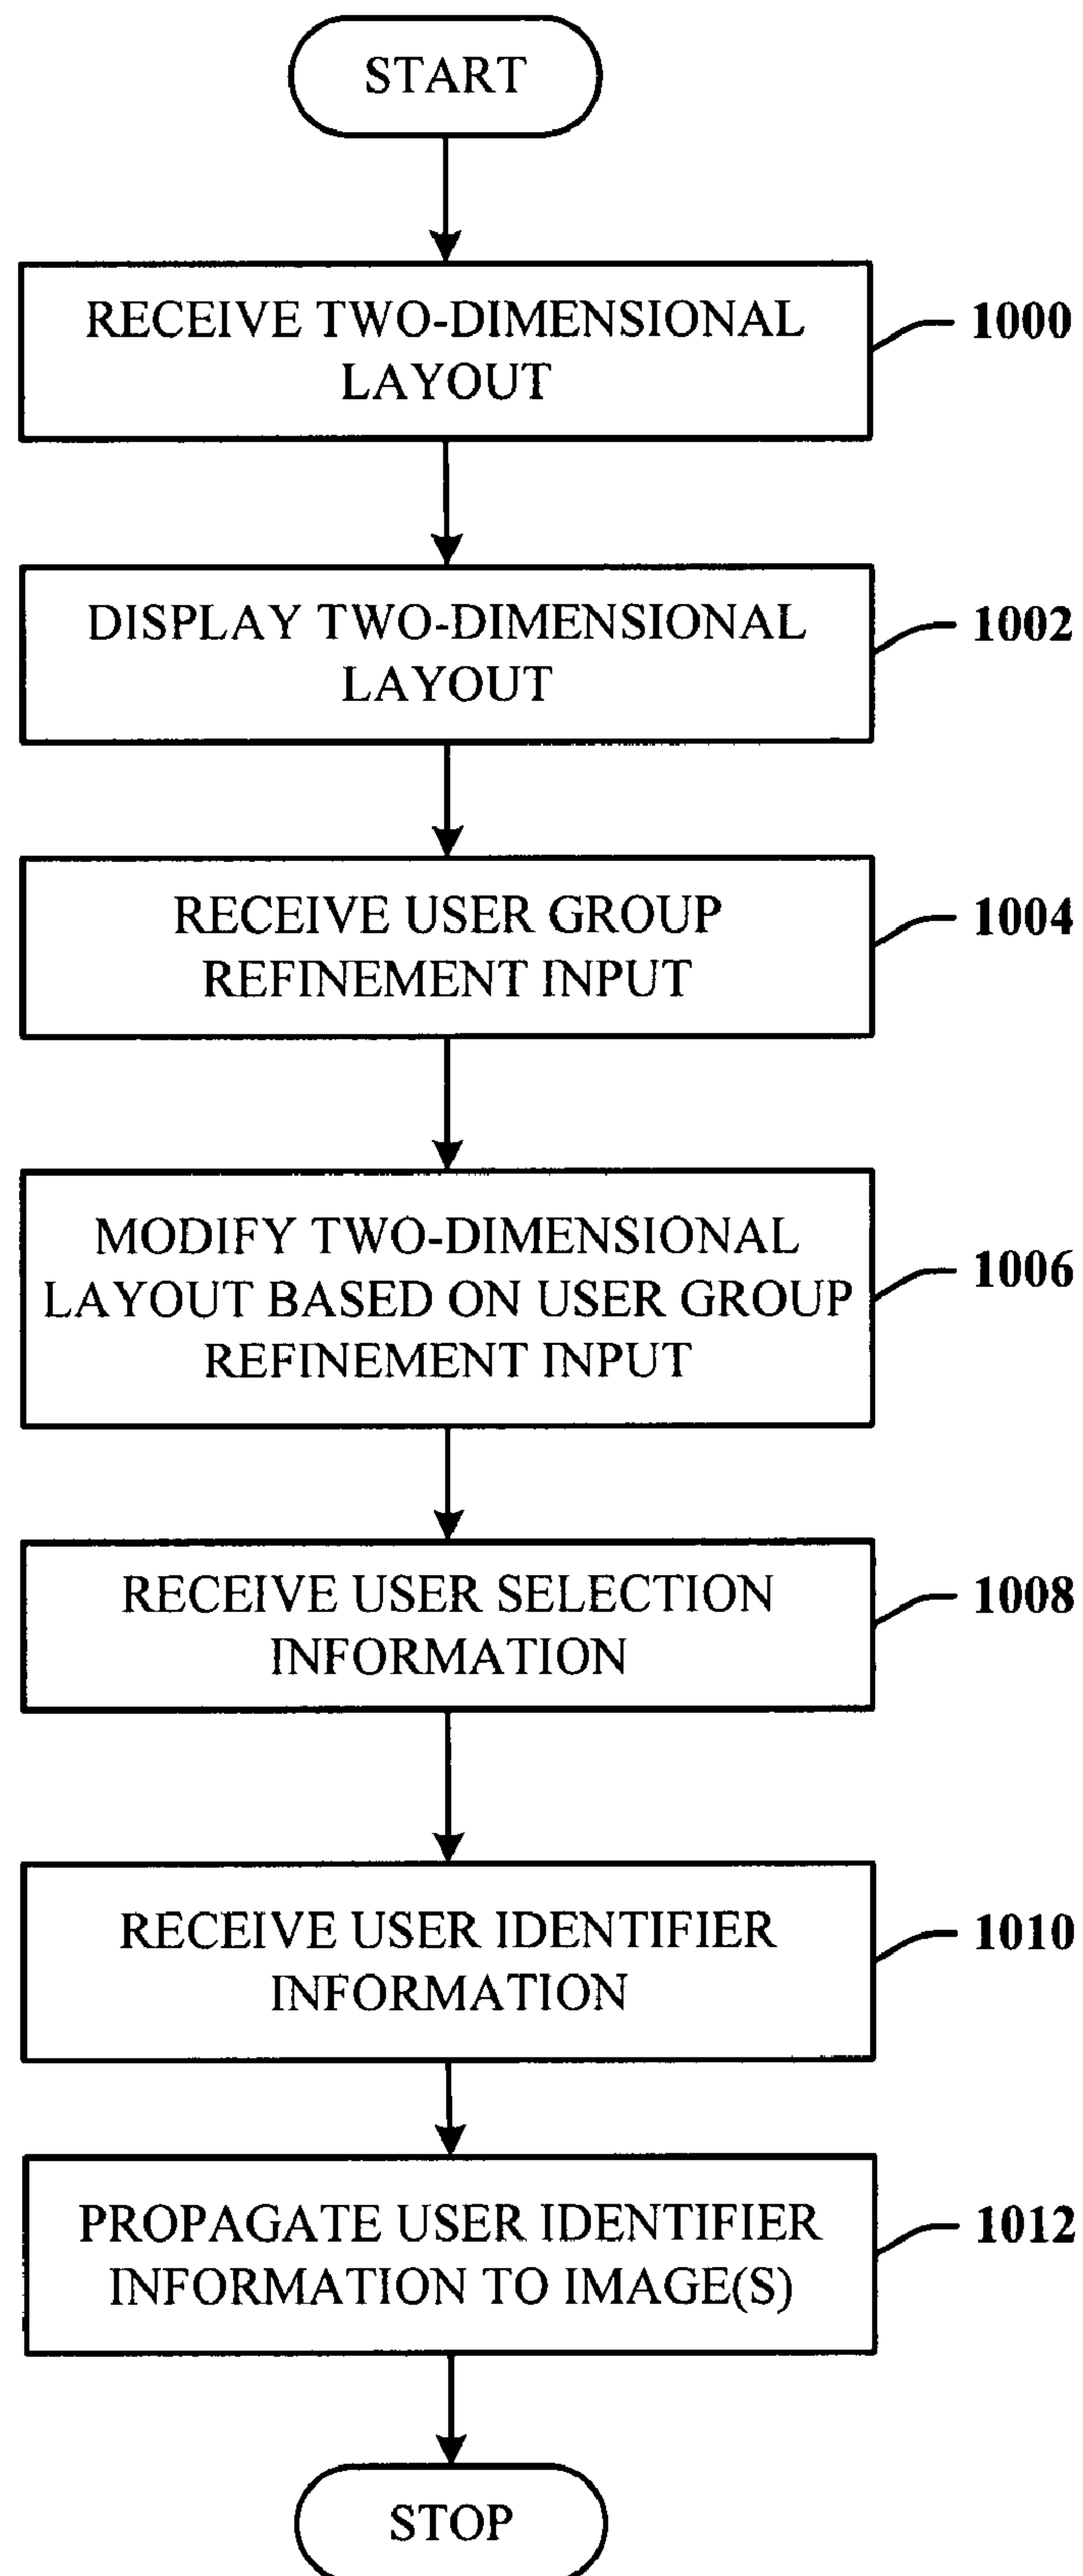 START
RECEIVE TWO-DIMENSIONAL
LAYOUT
1000
DISPLAY TWO-DIMENSIONAL
LAYOUT
1002
RECEIVE USER GROUP
REFINEMENT INPUT
1004
MODIFY TWO-DIMENSIONAL
LAYOUT BASED ON USER GROUP
REFINEMENT INPUT
1006
RECEIVE USER SELECTION
INFORMATION
1008
RECEIVE USER IDENTIFIER
INFORMATION
1010
PROPAGATE USER IDENTIFIER
INFORMATION TO IMAGE(S)
1012
STOP